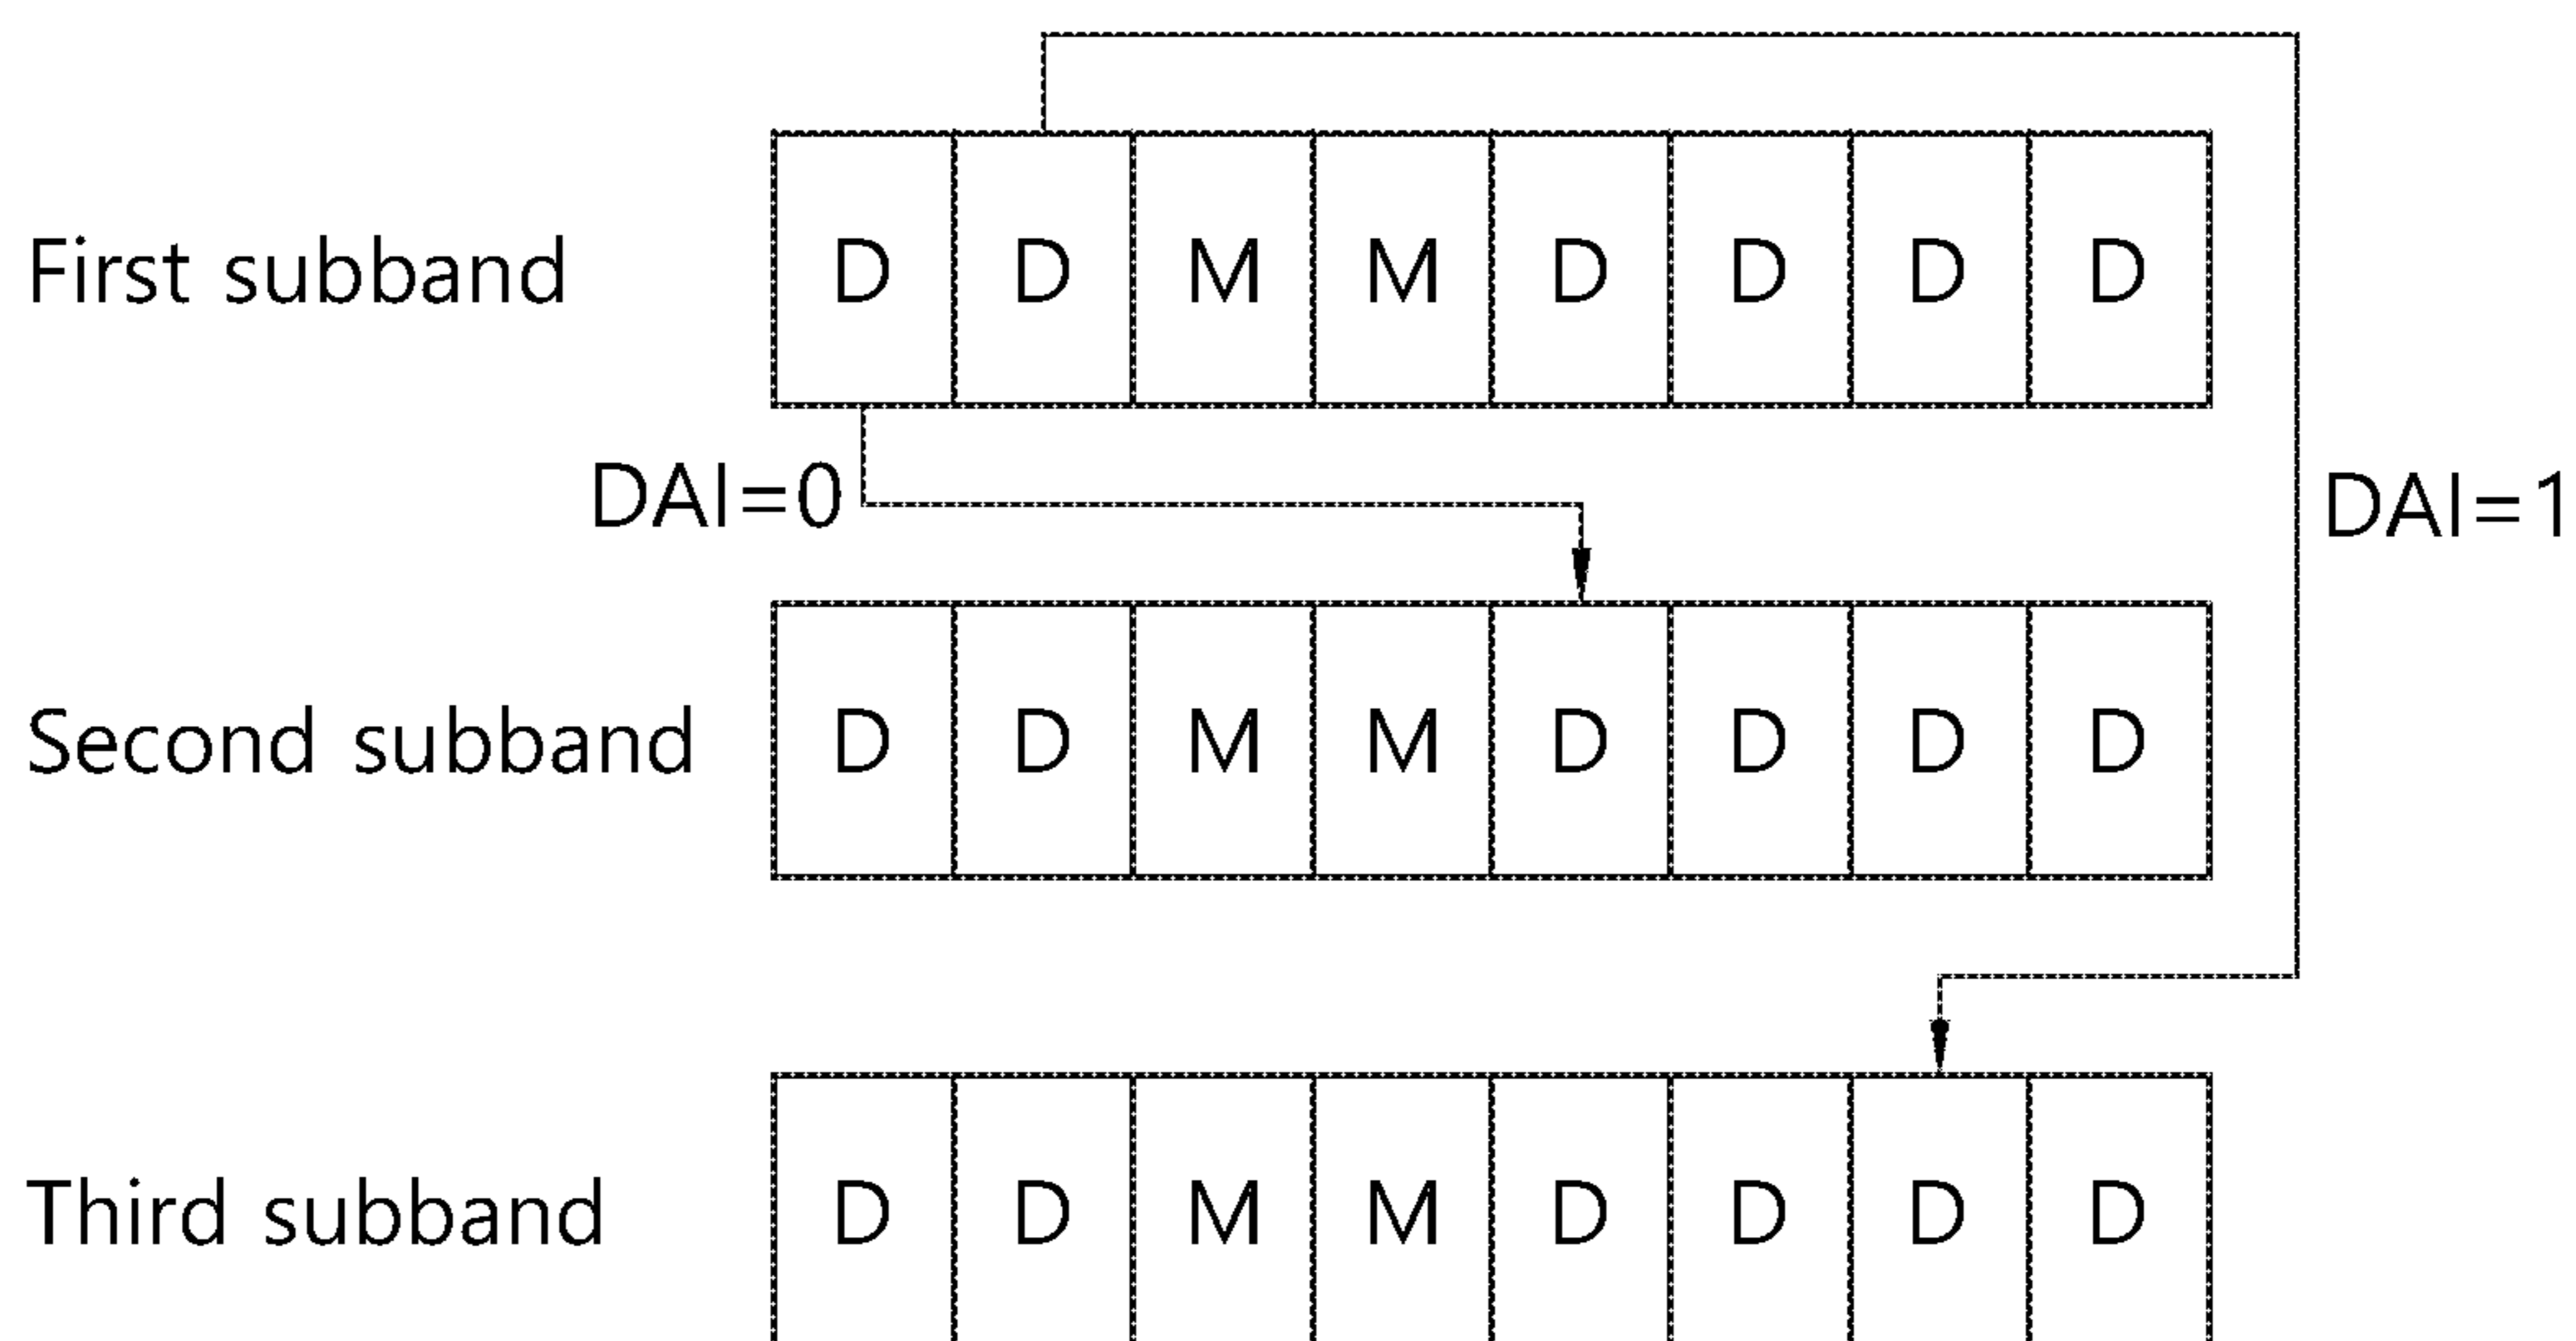 First subband D D M M D D D D
DAI=0
DAI=1
Second subband D D M M D D D D
Third subband D D M M D D D D